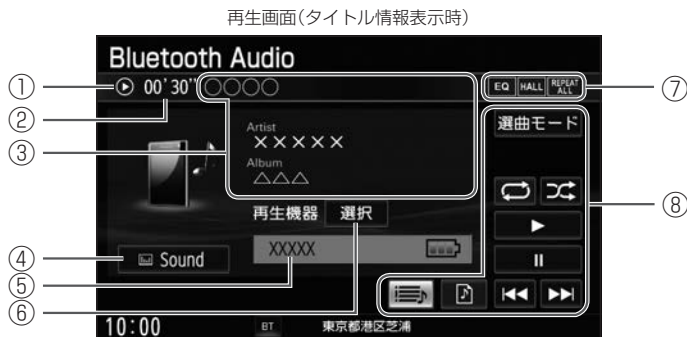 再生画面(タイトル情報表示時)
Bluetooth Audio
① ② ③ ④ ⑤ ⑥ ⑦ ⑧
00'30" ○○○○
EQ HALL REPEAT ALL
Artist
×××××
Album
△△△
選曲モード
再生機器 選択
XXXXX
Sound
10:00 BT 東京都港区芝浦